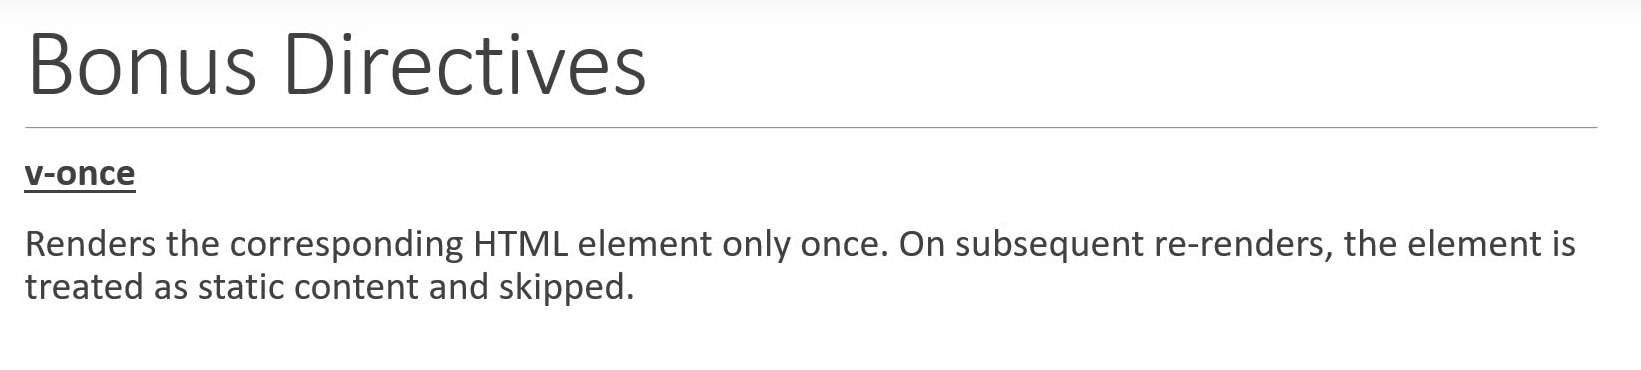 Bonus Directives
v-once
Renders the corresponding HTML element only once. On subsequent re-renders, the element is
treated as static content and skipped.